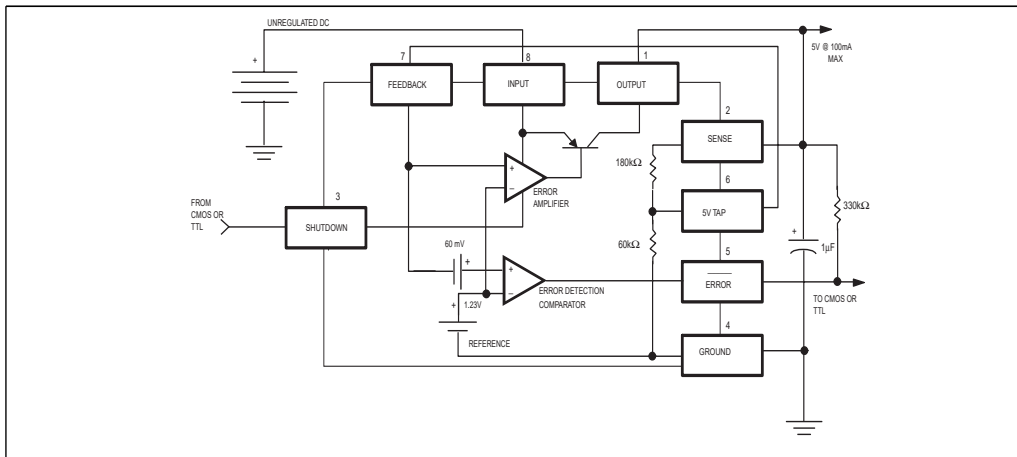 UNREGULATED DC
5V @ 100mA
MAX
7
8
1
+
FEEDBACK
INPUT
OUTPUT
2
SENSE
180kΩ
+
–
ERROR
AMPLIFIER
6
5V TAP
330kΩ
FROM
CMOS OR
TTL
3
SHUTDOWN
60kΩ
+
1µF
60 mV
+
+
–
5
ERROR
ERROR DETECTION
COMPARATOR
TO CMOS OR
TTL
+
1.23V
REFERENCE
4
GROUND